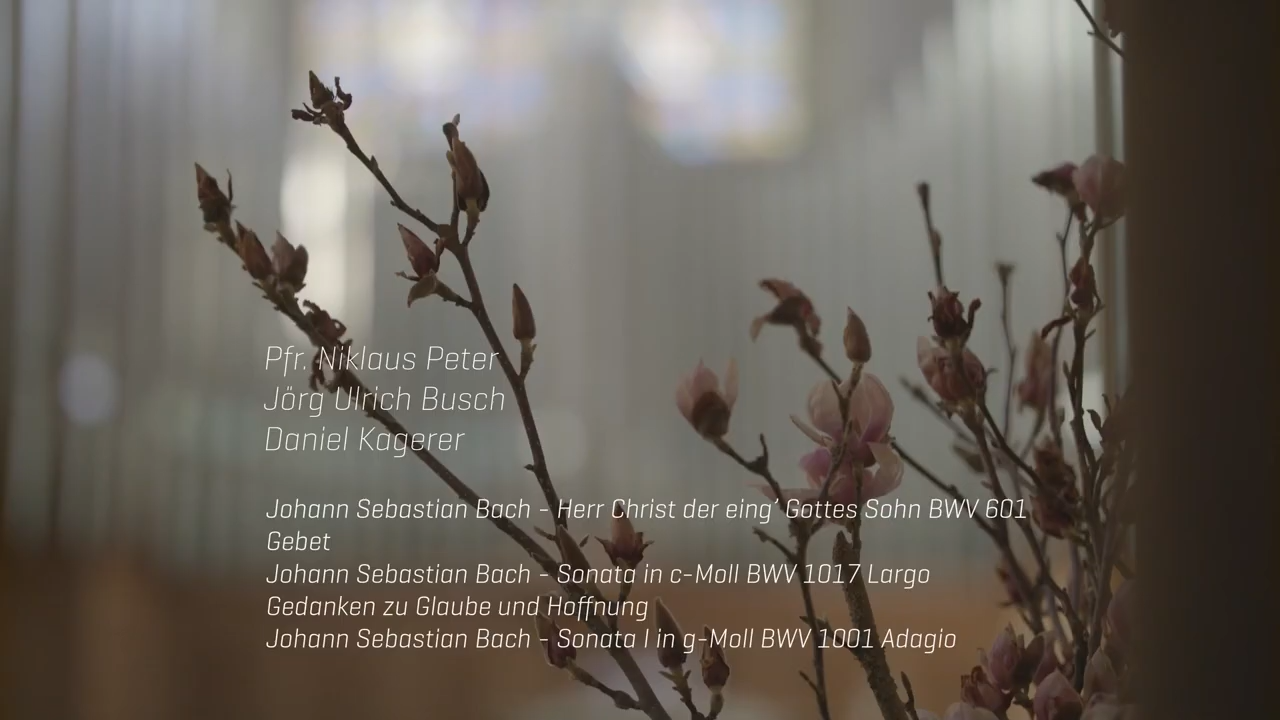 Pfr. Niklaus Peter
Jörg Ulrich Busch
Daniel Kagerer
Johann Sebastian Bach - Herr Christ der eing’ Gottes Sohn BWV 601
Gebet
Johann Sebastian Bach - Sonata in c-Moll BWV 1017 Largo
Gedanken zu Glaube und Hoffnung
Johann Sebastian Bach - Sonata I in g-Moll BWV 1001 Adagio